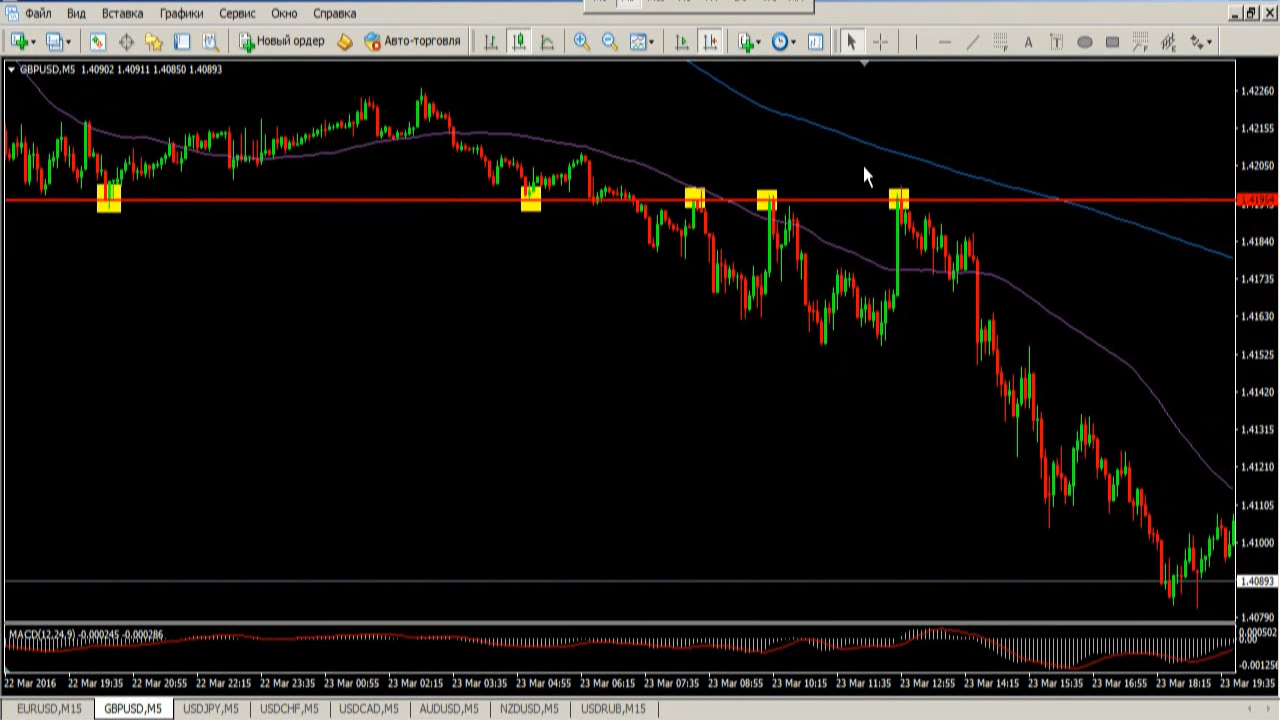 Файл Вид Вставка Графики Сервис Окно Справка
Новый ордер Авто-торговля
GBPUSD,M5 1.40902 1.40911 1.40850 1.40893
1.42260
1.42155
1.42050
1.41840
1.41735
1.41630
1.41525
1.41420
1.41315
1.41210
1.41105
1.41000
1.40893
1.40790
MACD(12,24,9) -0.000245 -0.000286
0.000502
0.00
-0.001256
22 Mar 2016 22 Mar 19:35 22 Mar 20:55 22 Mar 22:15 22 Mar 23:35 23 Mar 00:55 23 Mar 02:15 23 Mar 03:35 23 Mar 04:55 23 Mar 06:15 23 Mar 07:35 23 Mar 08:55 23 Mar 10:15 23 Mar 11:35 23 Mar 12:55 23 Mar 14:15 23 Mar 15:35 23 Mar 16:55 23 Mar 18:15 23 Mar 19:35
EURUSD,M15 GBPUSD,M5 USDJPY,M5 USDCHF,M5 USDCAD,M5 AUDUSD,M5 NZDUSD,M5 USDRUB,M15